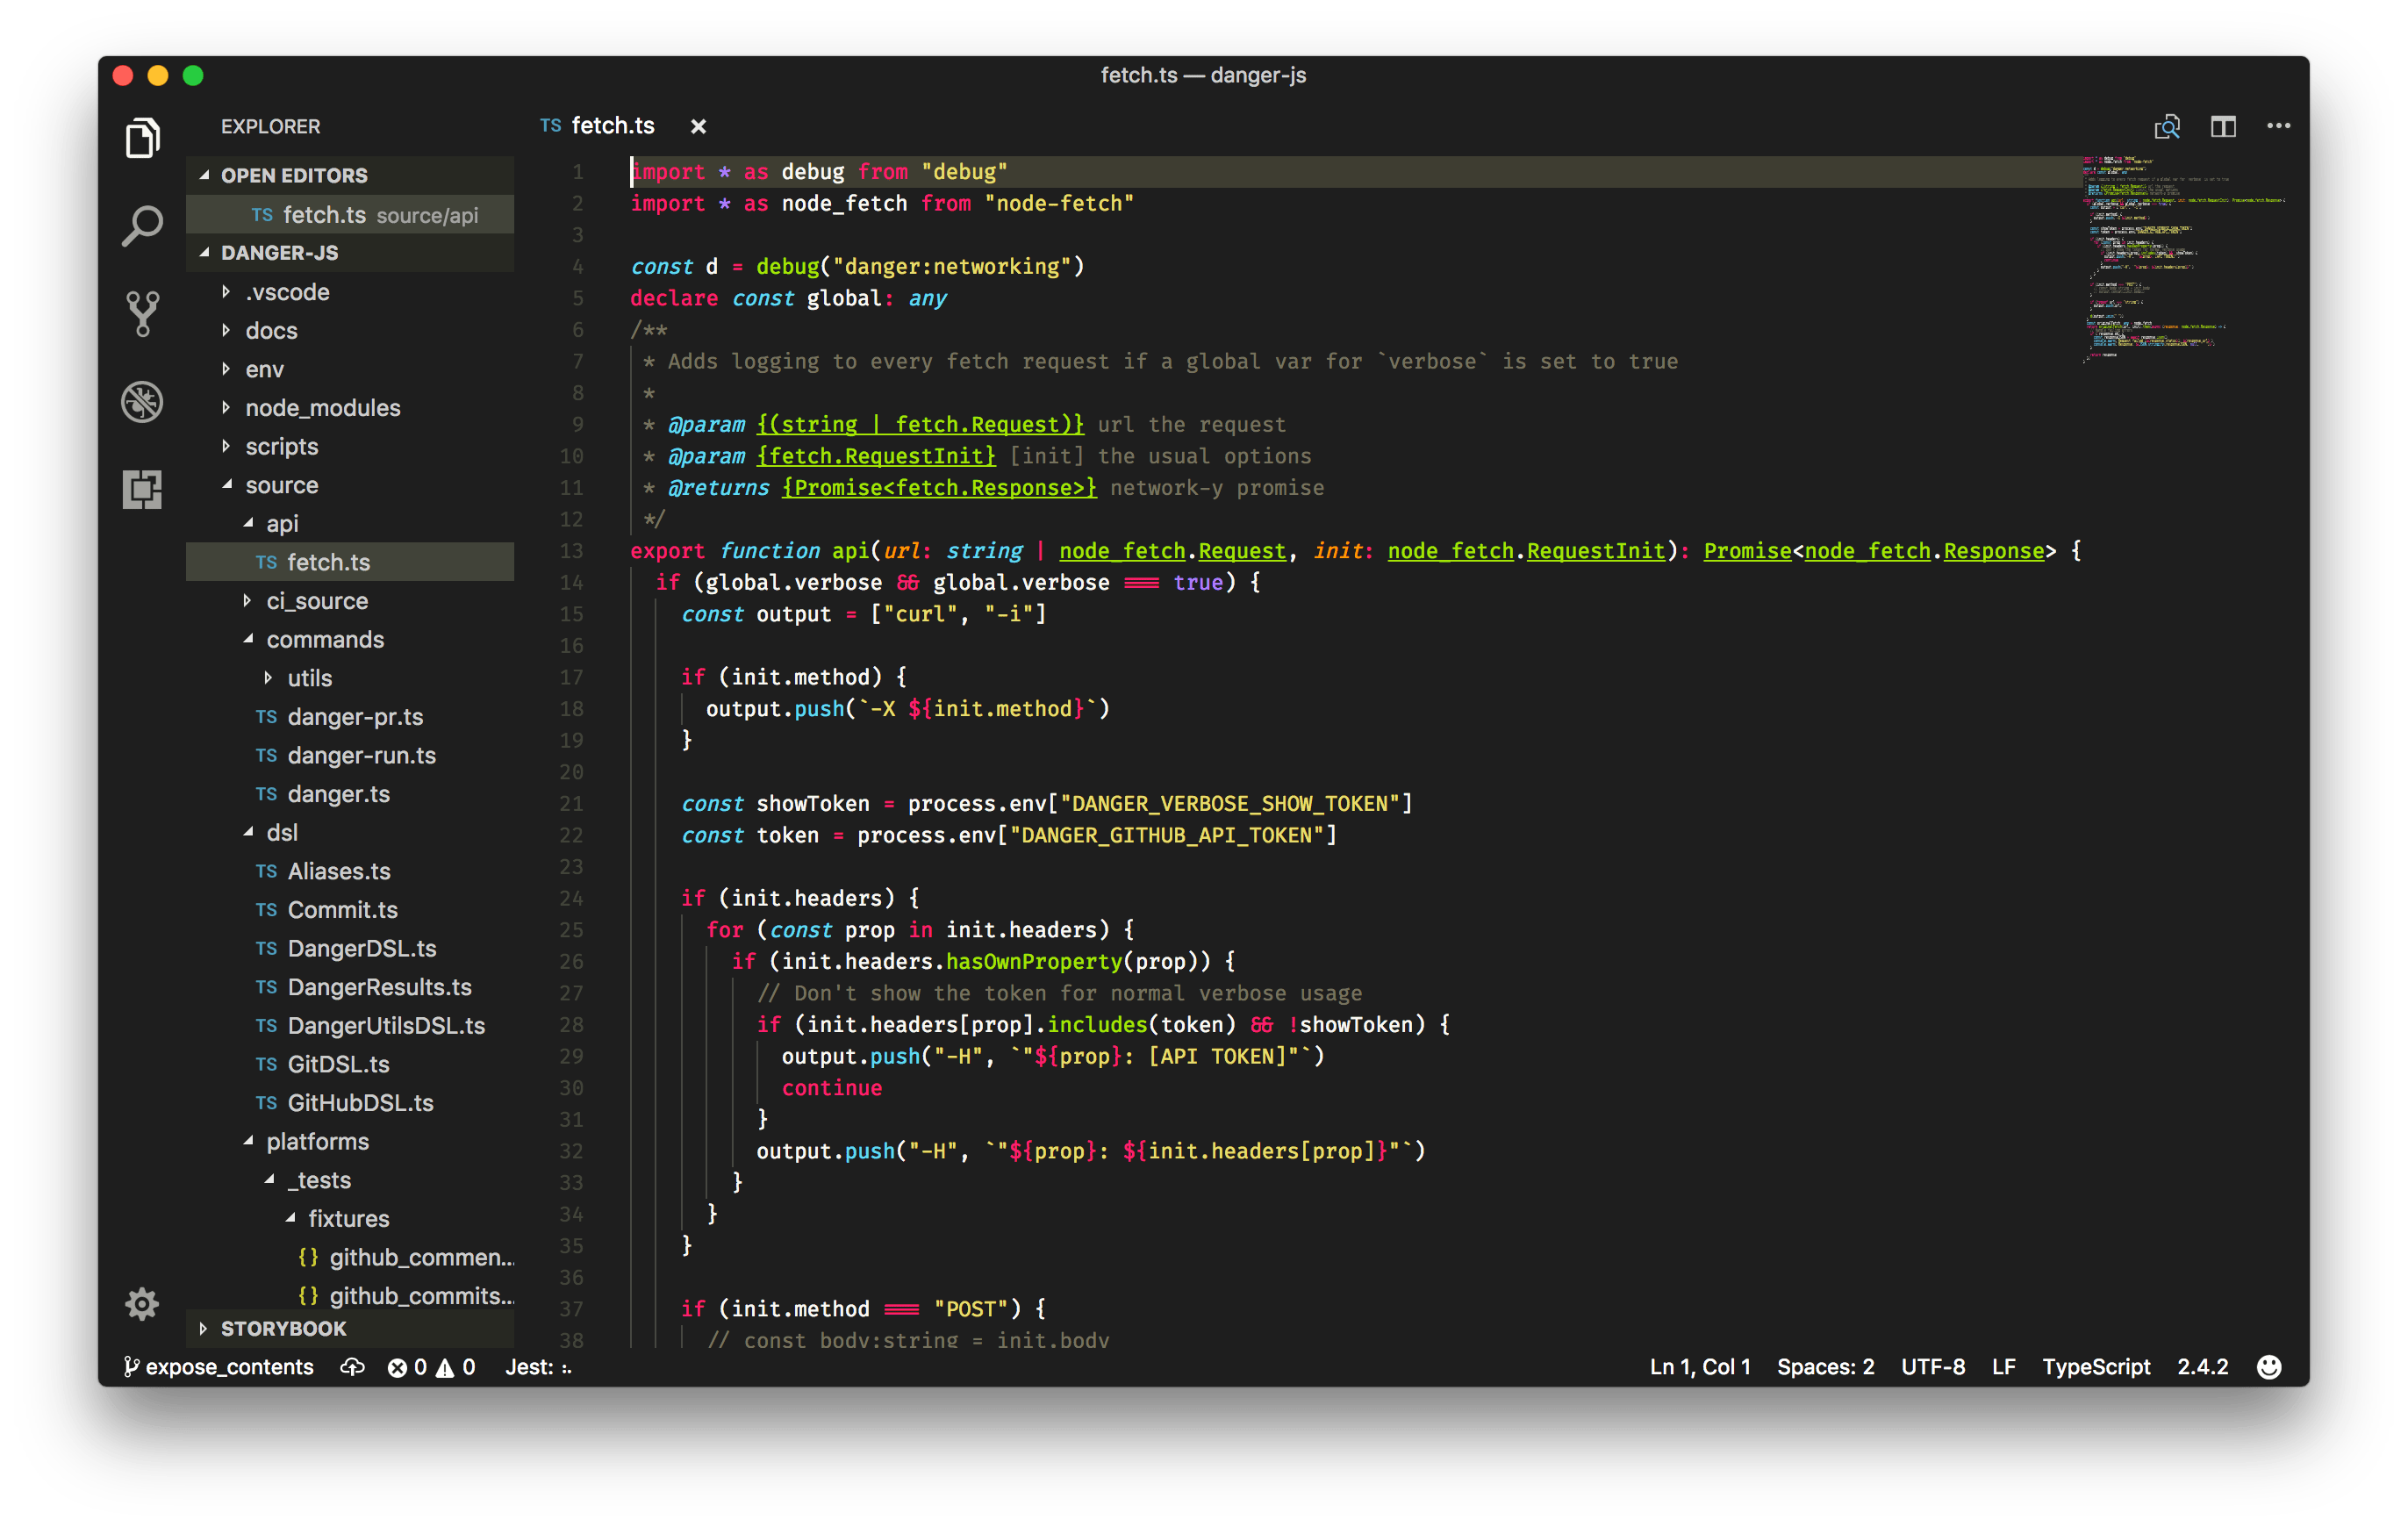 fetch.ts — danger-js
EXPLORER
OPEN EDITORS
TS fetch.ts source/api
DANGER-JS
.vscode
docs
env
node_modules
scripts
source
api
TS fetch.ts
ci_source
commands
utils
TS danger-pr.ts
TS danger-run.ts
TS danger.ts
dsl
TS Aliases.ts
TS Commit.ts
TS DangerDSL.ts
TS DangerResults.ts
TS DangerUtilsDSL.ts
TS GitDSL.ts
TS GitHubDSL.ts
platforms
_tests
fixtures
{} github_commen...
{} github_commits...
STORYBOOK
TS fetch.ts
1 import * as debug from "debug"
2 import * as node_fetch from "node-fetch"
3
4 const d = debug("danger:networking")
5 declare const global: any
6 /**
7 * Adds logging to every fetch request if a global var for `verbose` is set to true
8 *
9 * @param {(string | fetch.Request)} url the request
10 * @param {fetch.RequestInit} [init] the usual options
11 * @returns {Promise<fetch.Response>} network-y promise
12 */
13 export function api(url: string | node_fetch.Request, init: node_fetch.RequestInit): Promise<node_fetch.Response> {
14 if (global.verbose && global.verbose === true) {
15 const output = ["curl", "-i"]
16
17 if (init.method) {
18 output.push(`-X ${init.method}`)
19 }
20
21 const showToken = process.env["DANGER_VERBOSE_SHOW_TOKEN"]
22 const token = process.env["DANGER_GITHUB_API_TOKEN"]
23
24 if (init.headers) {
25 for (const prop in init.headers) {
26 if (init.headers.hasOwnProperty(prop)) {
27 // Don't show the token for normal verbose usage
28 if (init.headers[prop].includes(token) && !showToken) {
29 output.push("-H", `"${prop}: [API TOKEN]"`)
30 continue
31 }
32 output.push("-H", `"${prop}: ${init.headers[prop]}"`)
33 }
34 }
35 }
36
37 if (init.method === "POST") {
38 // const body:string = init.body
expose_contents 0 0 Jest: :.
Ln 1, Col 1 Spaces: 2 UTF-8 LF TypeScript 2.4.2